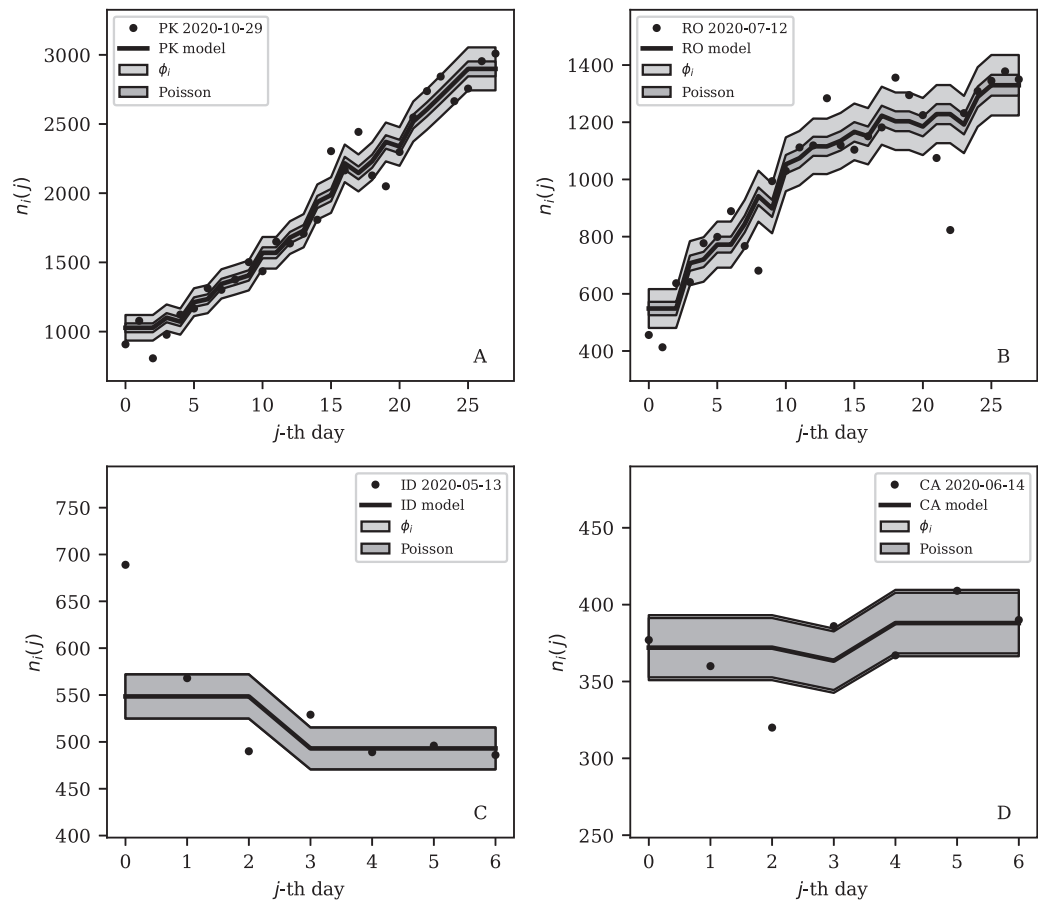 PK 2020-10-29
PK model
ϕᵢ
Poisson
3000
2500
2000
1500
1000
nᵢ(j)
A
0 5 10 15 20 25
j-th day
RO 2020-07-12
RO model
ϕᵢ
Poisson
1400
1200
1000
800
600
400
nᵢ(j)
B
0 5 10 15 20 25
j-th day
ID 2020-05-13
ID model
ϕᵢ
Poisson
750
700
650
600
550
500
450
400
nᵢ(j)
C
0 1 2 3 4 5 6
j-th day
CA 2020-06-14
CA model
ϕᵢ
Poisson
450
400
350
300
250
nᵢ(j)
D
0 1 2 3 4 5 6
j-th day